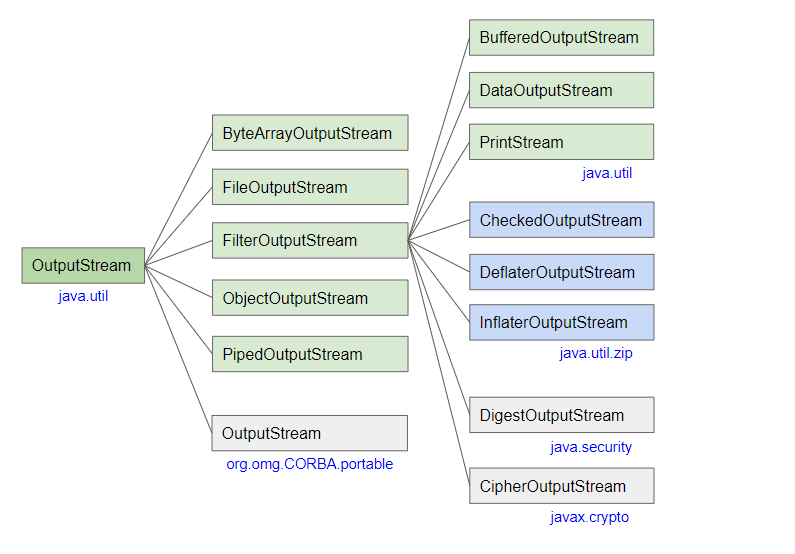 OutputStream
java.util
ByteArrayOutputStream
FileOutputStream
FilterOutputStream
ObjectOutputStream
PipedOutputStream
OutputStream
org.omg.CORBA.portable
BufferedOutputStream
DataOutputStream
PrintStream
java.util
CheckedOutputStream
DeflaterOutputStream
InflaterOutputStream
java.util.zip
DigestOutputStream
java.security
CipherOutputStream
javax.crypto